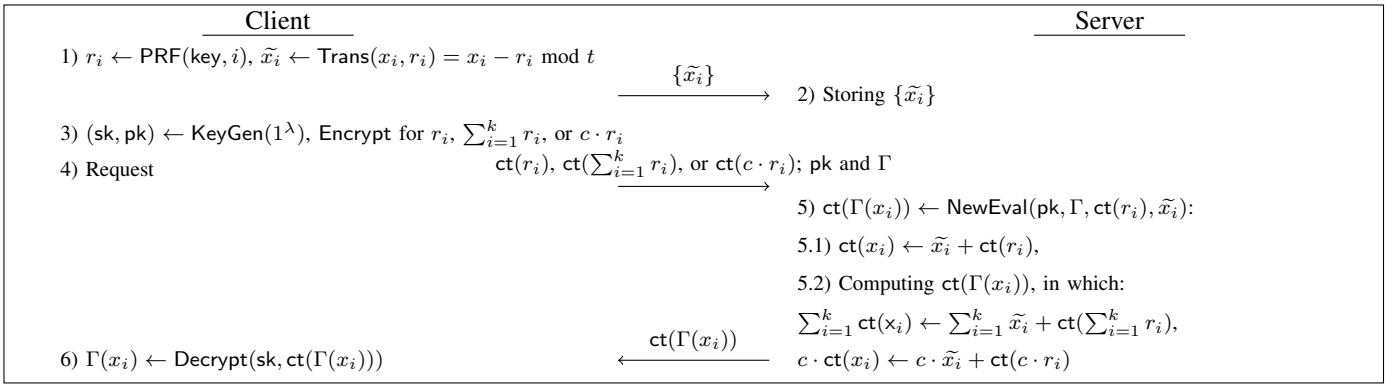 Client
Server
1) r_i ← PRF(key, i), x̃_i ← Trans(x_i, r_i) = x_i − r_i mod t
{x̃_i}
2) Storing {x̃_i}
3) (sk, pk) ← KeyGen(1^λ), Encrypt for r_i, ∑_{i=1}^k r_i, or c · r_i
4) Request
ct(r_i), ct(∑_{i=1}^k r_i), or ct(c · r_i); pk and Γ
5) ct(Γ(x_i)) ← NewEval(pk, Γ, ct(r_i), x̃_i):
5.1) ct(x_i) ← x̃_i + ct(r_i),
5.2) Computing ct(Γ(x_i)), in which:
∑_{i=1}^k ct(x_i) ← ∑_{i=1}^k x̃_i + ct(∑_{i=1}^k r_i),
ct(Γ(x_i))
6) Γ(x_i) ← Decrypt(sk, ct(Γ(x_i)))
c · ct(x_i) ← c · x̃_i + ct(c · r_i)